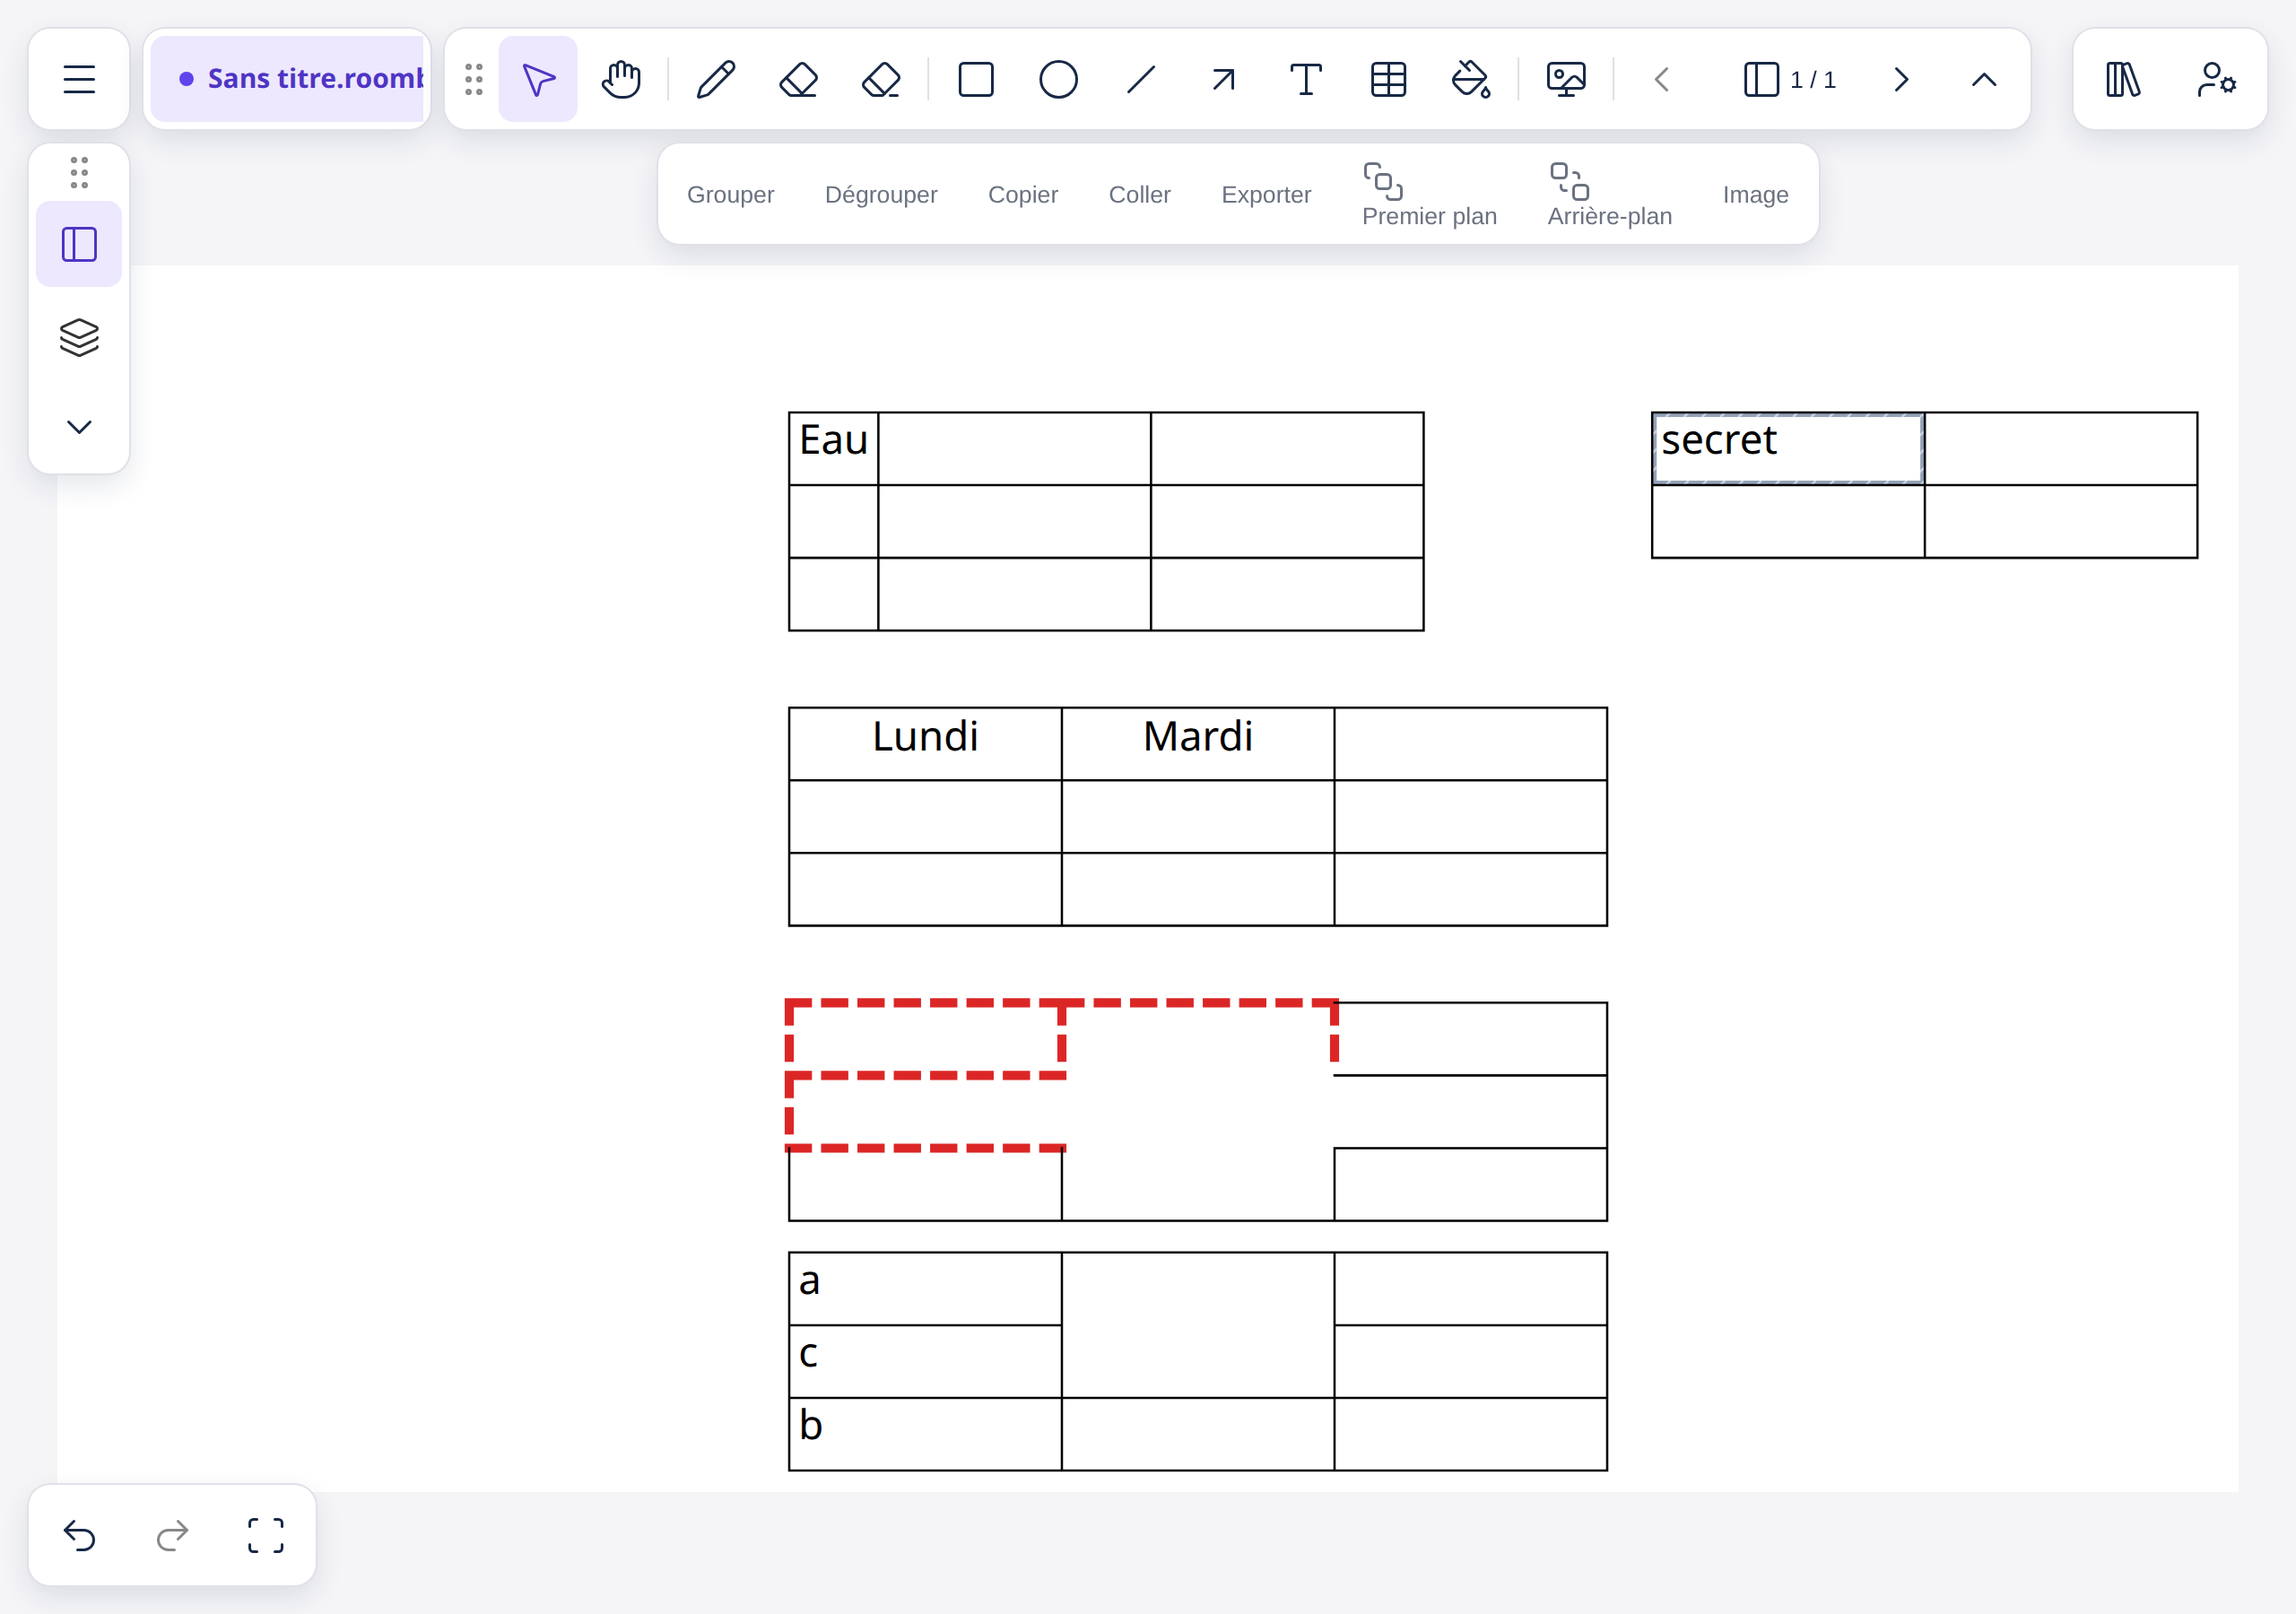 Sans titre.roomb
1 / 1
Grouper Dégrouper Copier Coller Exporter Premier plan Arrière-plan Image
Eau
secret
Lundi Mardi
a
c
b